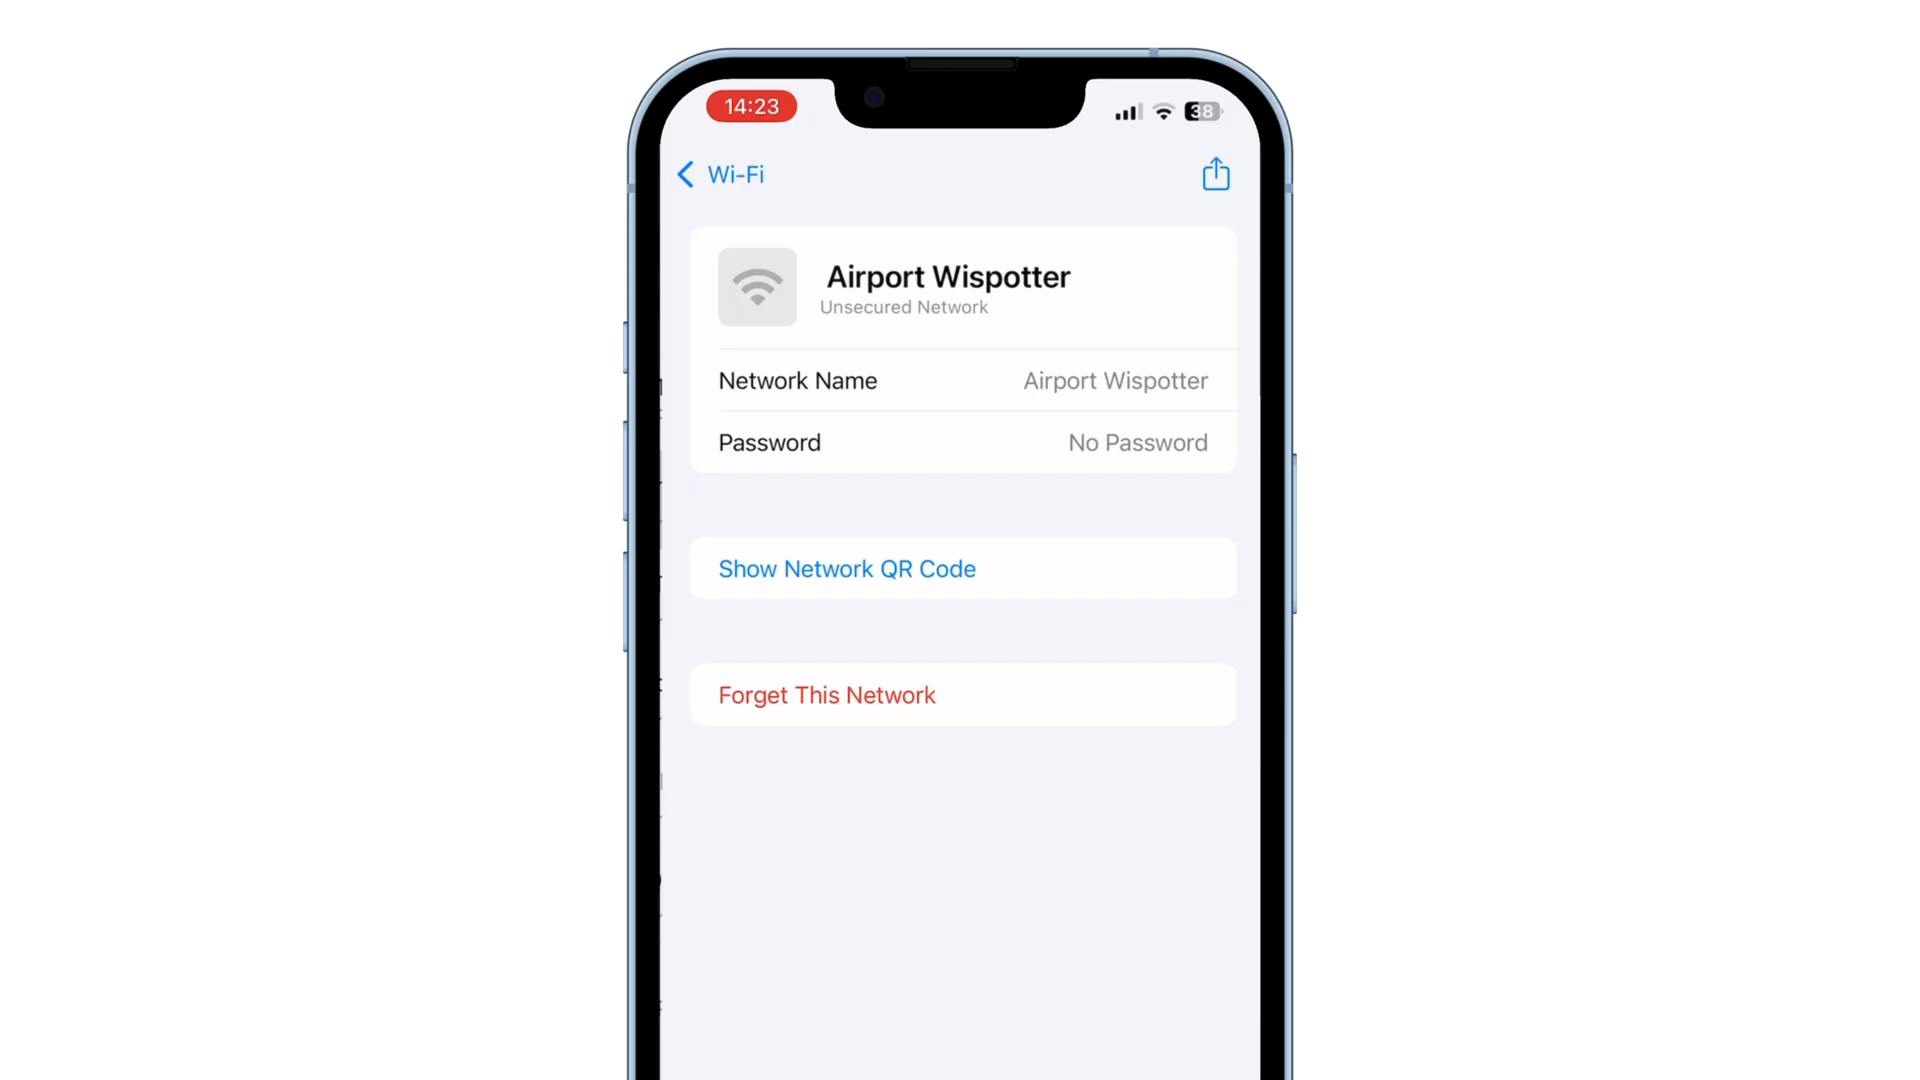 14:23
38
Wi-Fi
Airport Wispotter
Unsecured Network
Network Name Airport Wispotter
Password No Password
Show Network QR Code
Forget This Network